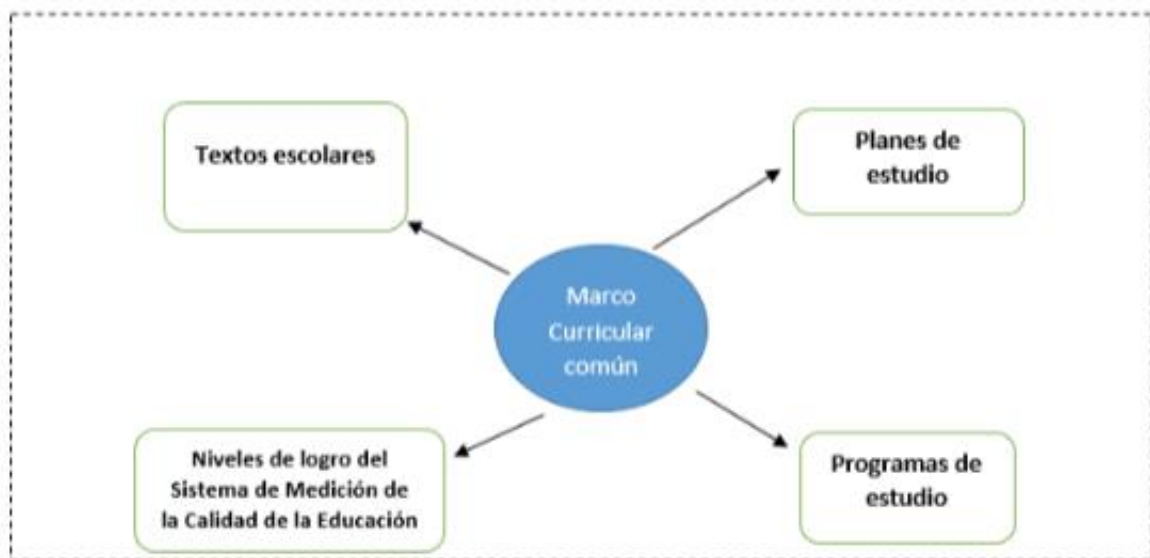 Textos escolares
Planes de
estudio
Marco
Curricular
común
Niveles de logro del
Sistema de Medición de
la Calidad de la Educación
Programas de
estudio